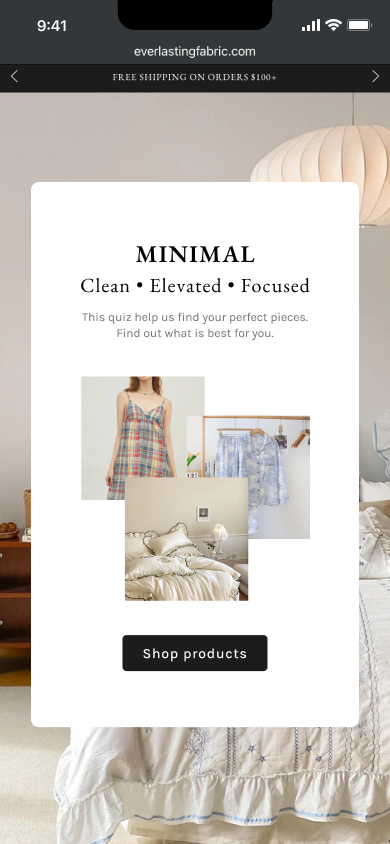 9:41
everlastingfabric.com
FREE SHIPPING ON ORDERS $100+
MINIMAL
Clean • Elevated • Focused
This quiz help us find your perfect pieces.
Find out what is best for you.
Shop products